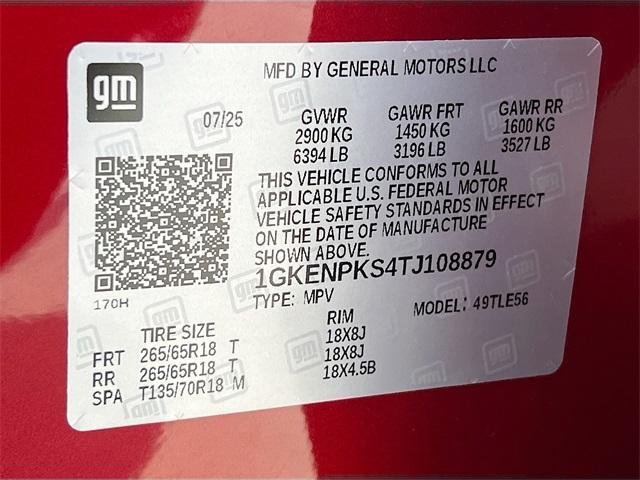 gm
MFD BY GENERAL MOTORS LLC
07/25
GVWR GAWR FRT GAWR RR
2900 KG 1450 KG 1600 KG
6394 LB 3196 LB 3527 LB
THIS VEHICLE CONFORMS TO ALL
APPLICABLE U.S. FEDERAL MOTOR
VEHICLE SAFETY STANDARDS IN EFFECT
ON THE DATE OF MANUFACTURE
SHOWN ABOVE.
1GKENPKS4TJ108879
170H
TYPE: MPV MODEL: 49TLE56
TIRE SIZE RIM
FRT 265/65R18 T 18X8J
RR 265/65R18 T 18X8J
SPA T135/70R18 M 18X4.5B